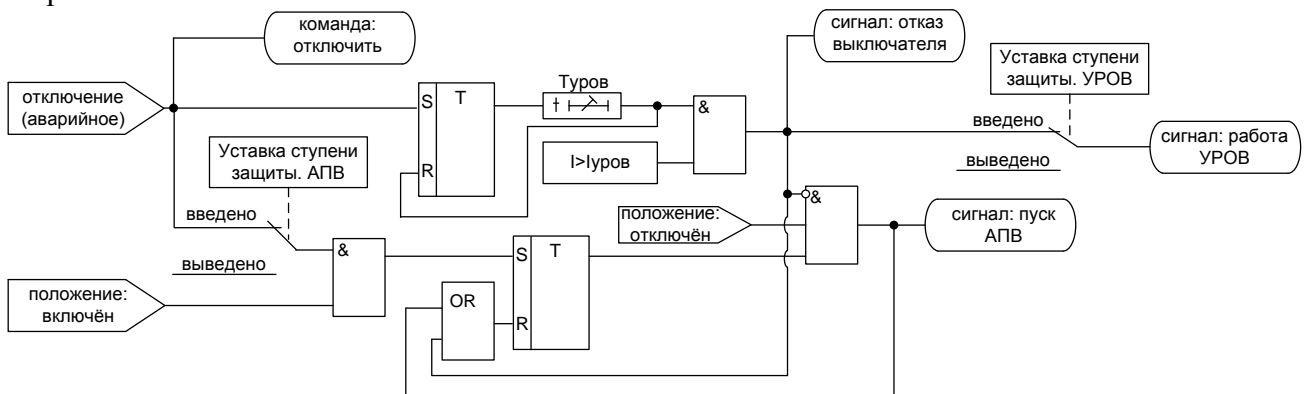 команда:
отключить
сигнал: отказ
выключателя
Уставка ступени
защиты. УРОВ
Tуров
отключение
(аварийное)
S
T
&
t
введено
сигнал: работа
УРОВ
выведено
Уставка ступени
защиты. АПВ
I>Iуров
R
введено
положение:
отключён
&
сигнал: пуск
АПВ
выведено
&
S
T
положение:
включён
OR
R